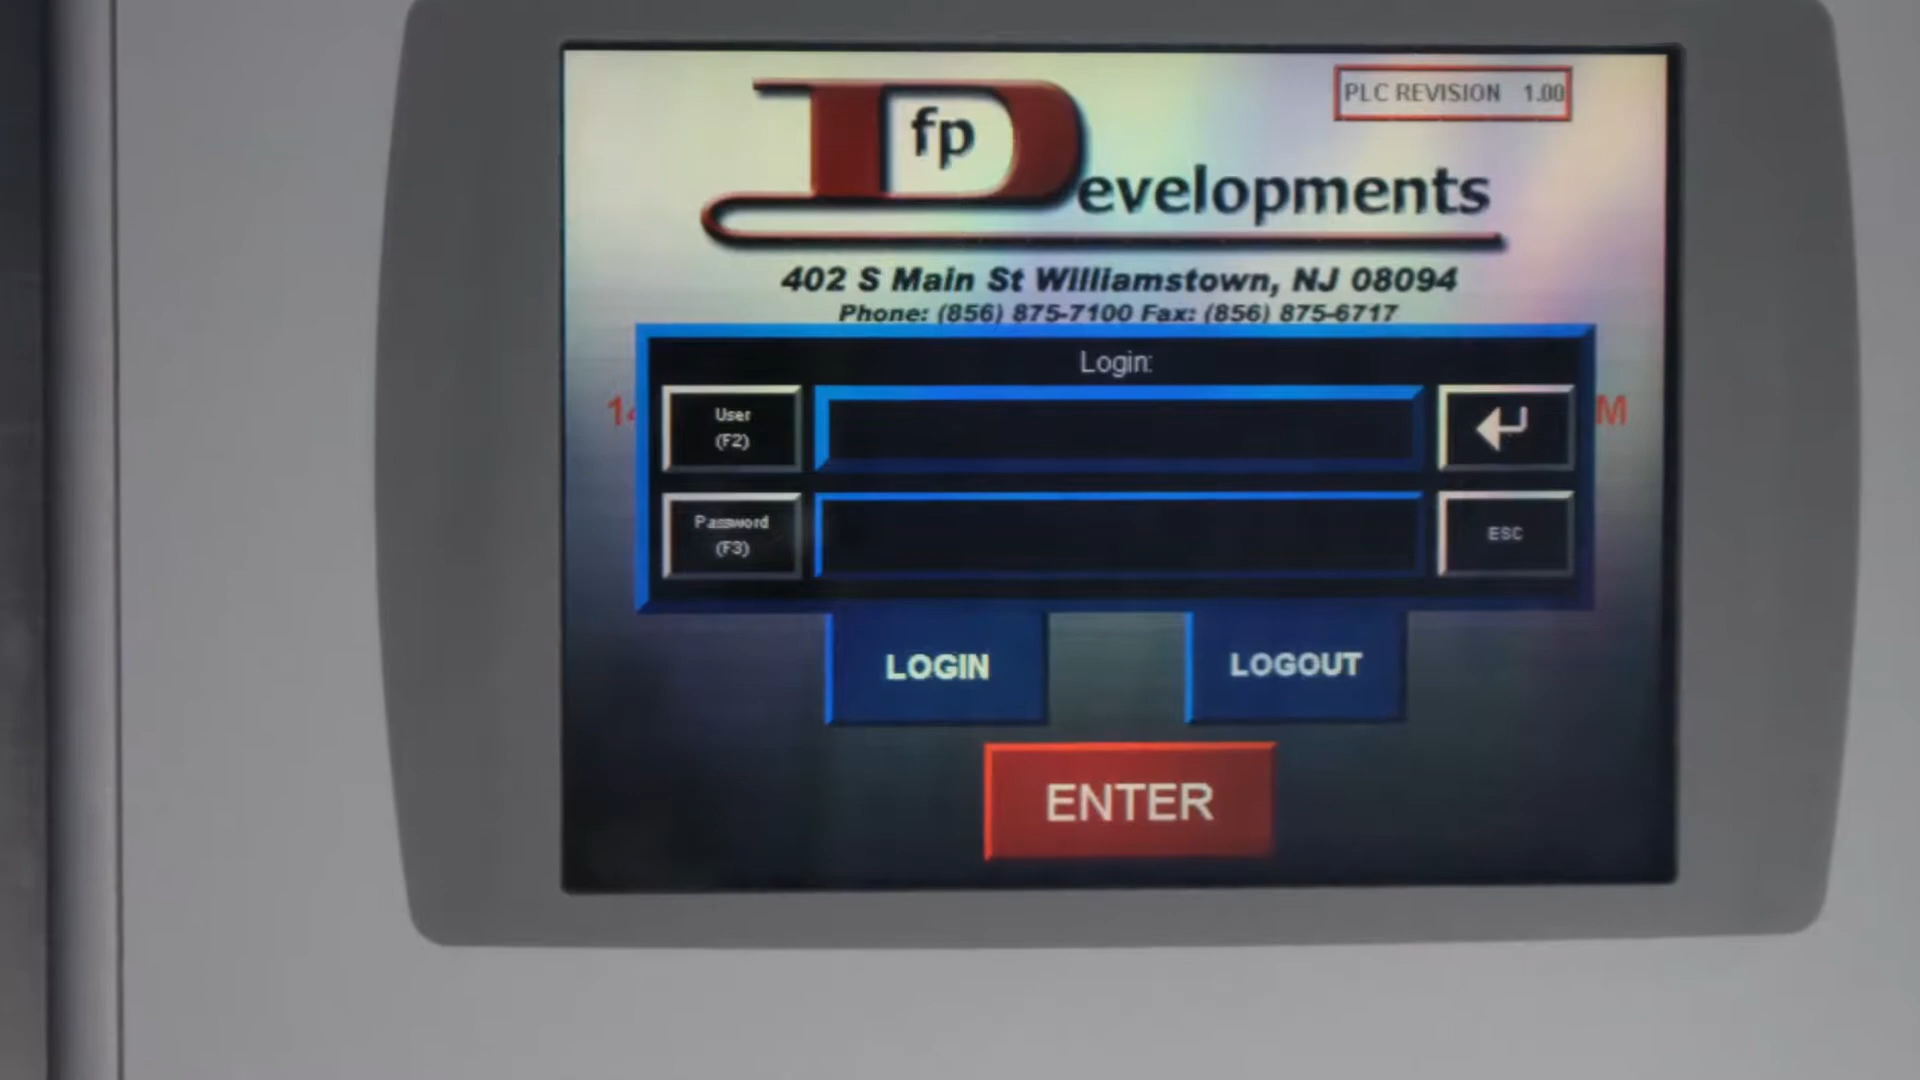 PLC REVISION 1.00
fp
Developments
402 S Main St Williamstown, NJ 08094
Phone: (856) 875-7100 Fax: (856) 875-6717
Login:
User
(F2)
Password
(F3)
ESC
M
LOGIN
LOGOUT
ENTER